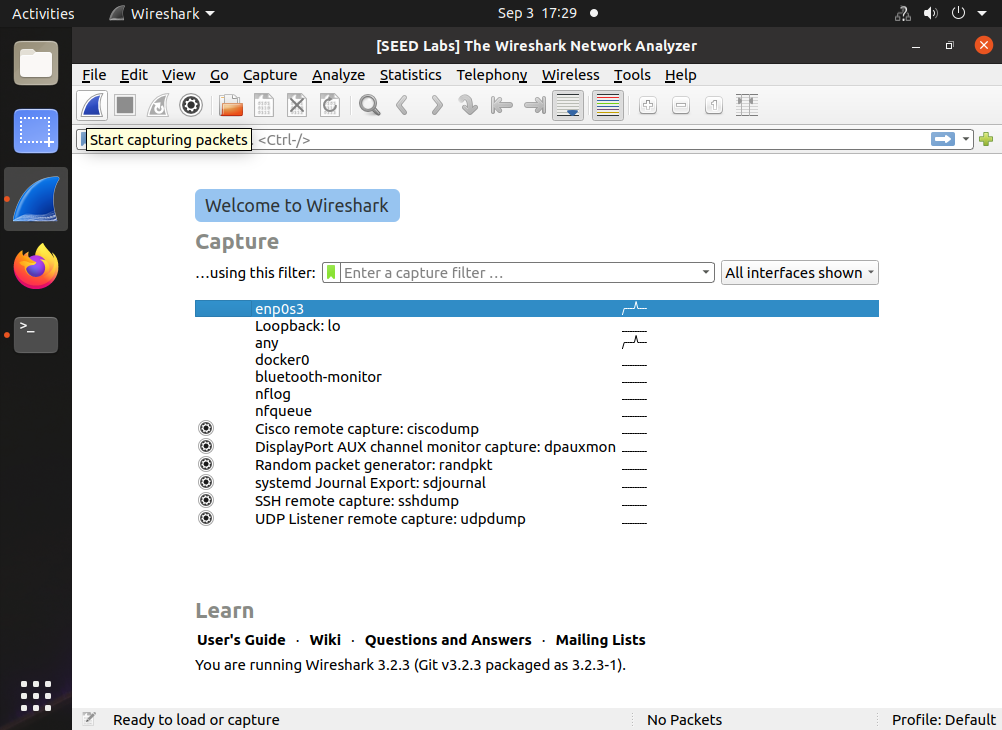 Activities Wireshark Sep 3 17:29
[SEED Labs] The Wireshark Network Analyzer
File Edit View Go Capture Analyze Statistics Telephony Wireless Tools Help
Start capturing packets <Ctrl-/>
Welcome to Wireshark
Capture
...using this filter: Enter a capture filter ... All interfaces shown
enp0s3
Loopback: lo
any
docker0
bluetooth-monitor
nflog
nfqueue
Cisco remote capture: ciscodump
DisplayPort AUX channel monitor capture: dpauxmon
Random packet generator: randpkt
systemd Journal Export: sdjournal
SSH remote capture: sshdump
UDP Listener remote capture: udpdump
Learn
User's Guide · Wiki · Questions and Answers · Mailing Lists
You are running Wireshark 3.2.3 (Git v3.2.3 packaged as 3.2.3-1).
Ready to load or capture No Packets Profile: Default